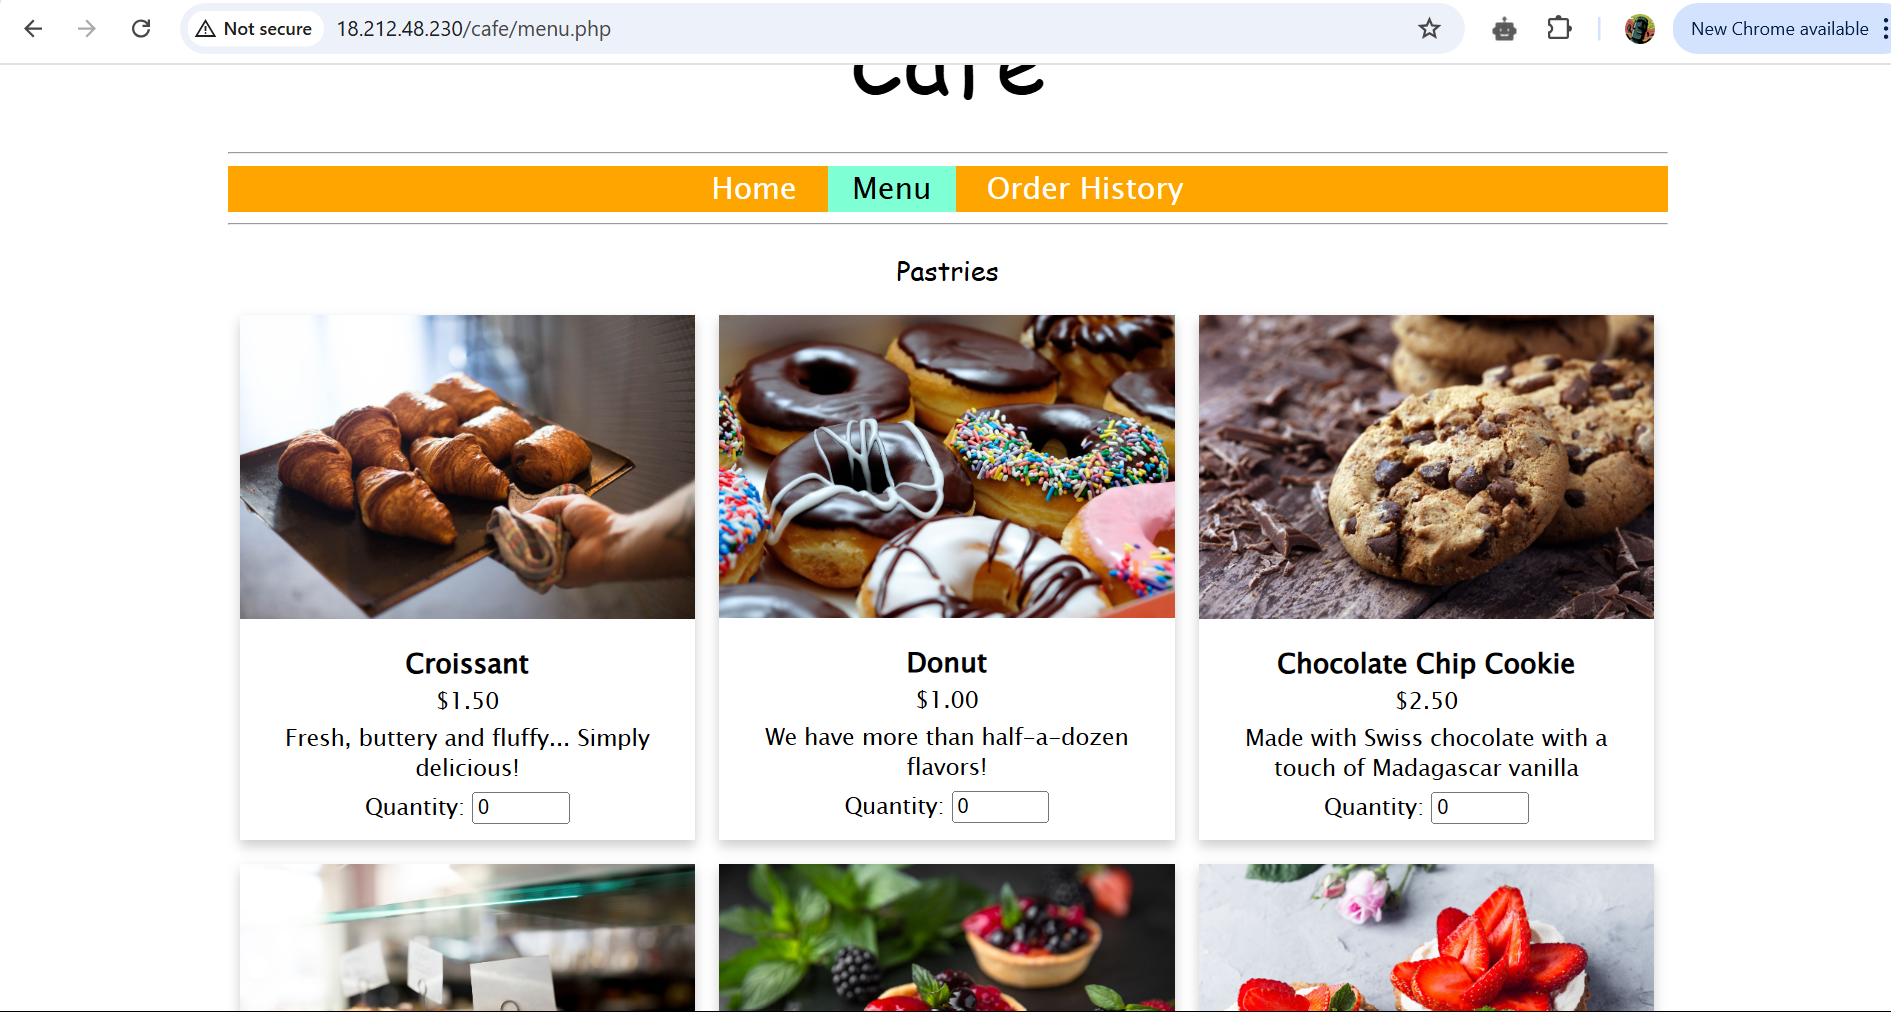 Not secure
18.212.48.230/cafe/menu.php
New Chrome available
Café
Home
Menu
Order History
Pastries
Croissant
$1.50
Fresh, buttery and fluffy... Simply
delicious!
Quantity: 0
Donut
$1.00
We have more than half-a-dozen
flavors!
Quantity: 0
Chocolate Chip Cookie
$2.50
Made with Swiss chocolate with a
touch of Madagascar vanilla
Quantity: 0